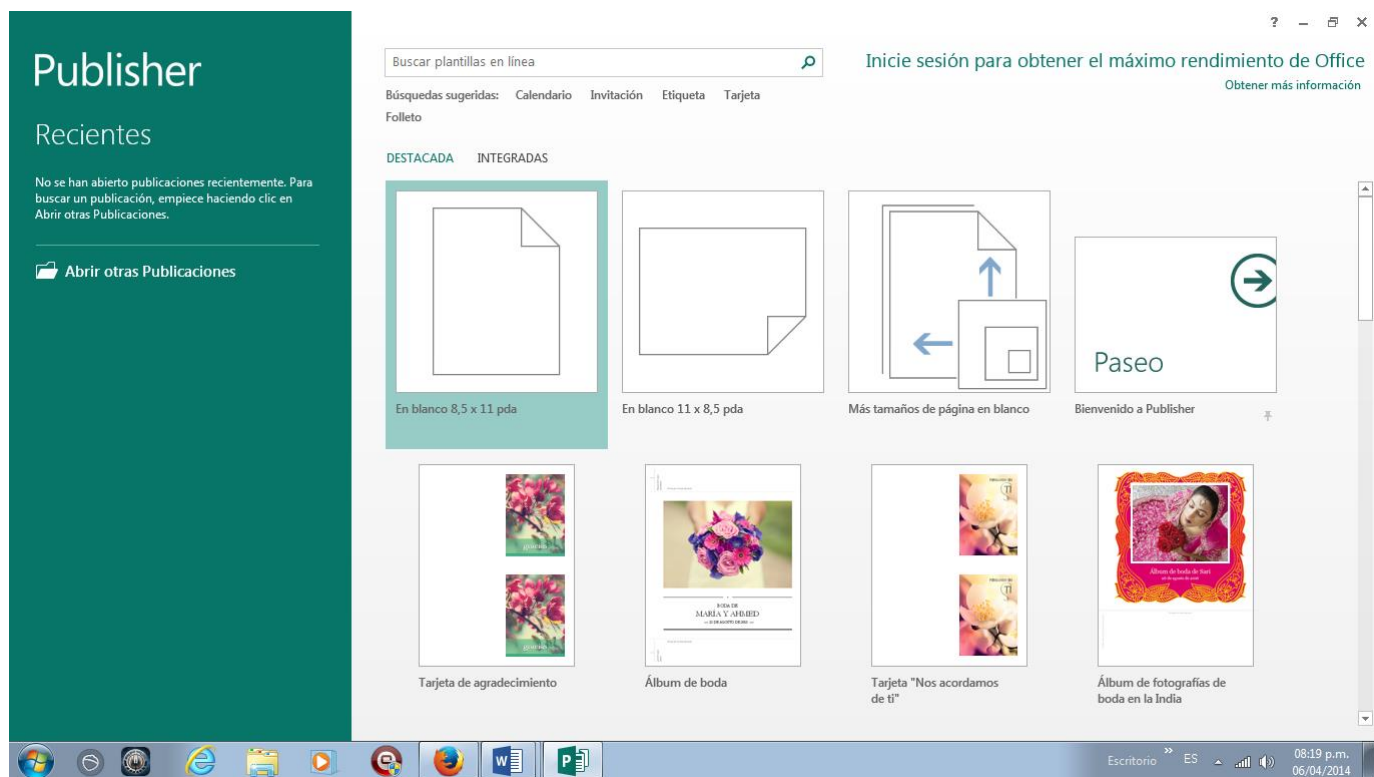 Publisher
Recientes
No se han abierto publicaciones recientemente. Para
buscar un publicación, empiece haciendo clic en
Abrir otras Publicaciones.
Abrir otras Publicaciones
?
Buscar plantillas en línea
Inicie sesión para obtener el máximo rendimiento de Office
Obtener más información
Búsquedas sugeridas: Calendario Invitación Etiqueta Tarjeta
Folleto
DESTACADA INTEGRADAS
Paseo
En blanco 8,5 x 11 pda
En blanco 11 x 8,5 pda
Más tamaños de página en blanco
Bienvenido a Publisher
BODA DE
MARÍA Y AHMED
Álbum de boda de Sari
Tarjeta de agradecimiento
Álbum de boda
Tarjeta "Nos acordamos
de ti"
Álbum de fotografías de
boda en la India
Escritorio » ES
08:19 p.m.
06/04/2014